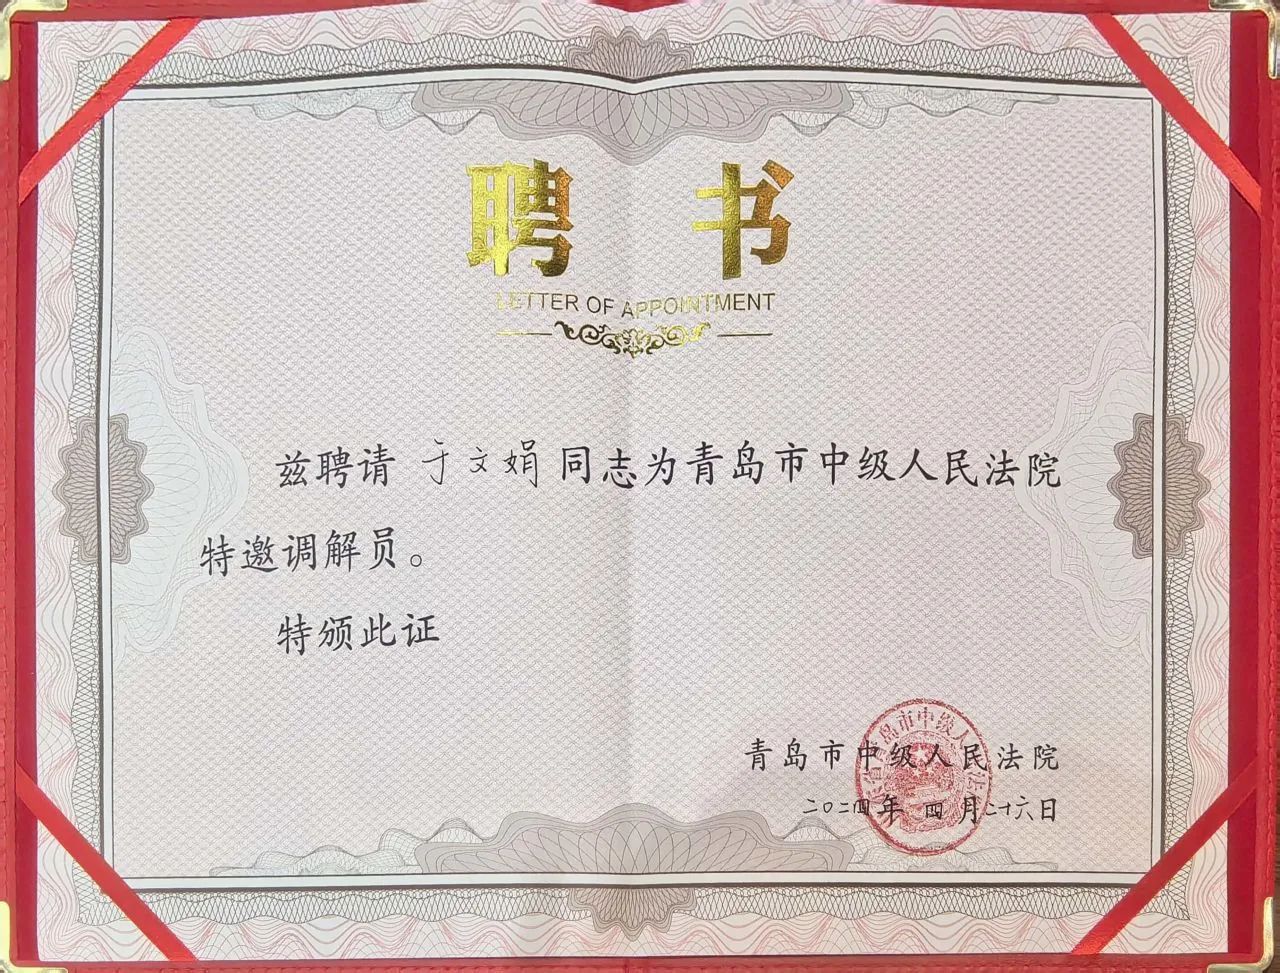 聘书
LETTER OF APPOINTMENT
兹聘请 于文娟 同志为青岛市中级人民法院
特邀调解员。
特颁此证
青岛市中级人民法院
二〇二四年 四月二十六日